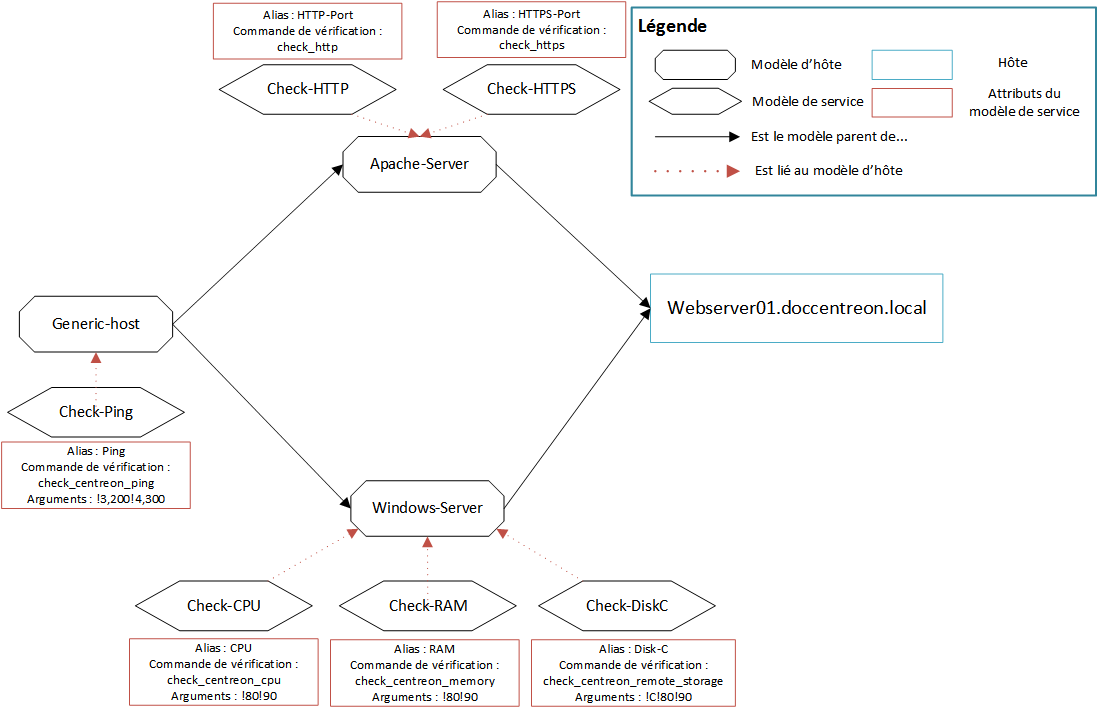 Alias : HTTP-Port
Commande de vérification :
check_http
Alias : HTTPS-Port
Commande de vérification :
check_https
Check-HTTP
Check-HTTPS
Apache-Server
Légende
Modèle d’hôte
Hôte
Modèle de service
Attributs du
modèle de service
Est le modèle parent de...
Est lié au modèle d’hôte
Generic-host
Webserver01.doccentreon.local
Check-Ping
Alias : Ping
Commande de vérification :
check_centreon_ping
Arguments : !3,200!4,300
Windows-Server
Check-CPU
Alias : CPU
Commande de vérification :
check_centreon_cpu
Arguments : !80!90
Check-RAM
Alias : RAM
Commande de vérification :
check_centreon_memory
Arguments : !80!90
Check-DiskC
Alias : Disk-C
Commande de vérification :
check_centreon_remote_storage
Arguments : !C!80!90